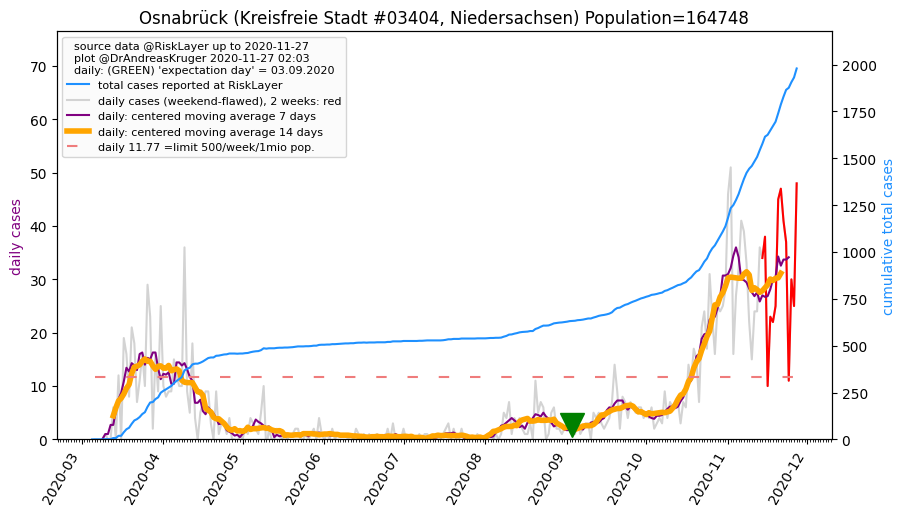 Osnabrück (Kreisfreie Stadt #03404, Niedersachsen) Population=164748
source data @RiskLayer up to 2020-11-27
plot @DrAndreasKruger 2020-11-27 02:03
daily: (GREEN) 'expectation day' = 03.09.2020
total cases reported at RiskLayer
daily cases (weekend-flawed), 2 weeks: red
daily: centered moving average 7 days
daily: centered moving average 14 days
daily 11.77 =limit 500/week/1mio pop.
daily cases
70
60
50
40
30
20
10
0
cumulative total cases
2000
1750
1500
1250
1000
750
500
250
0
2020-03
2020-04
2020-05
2020-06
2020-07
2020-08
2020-09
2020-10
2020-11
2020-12